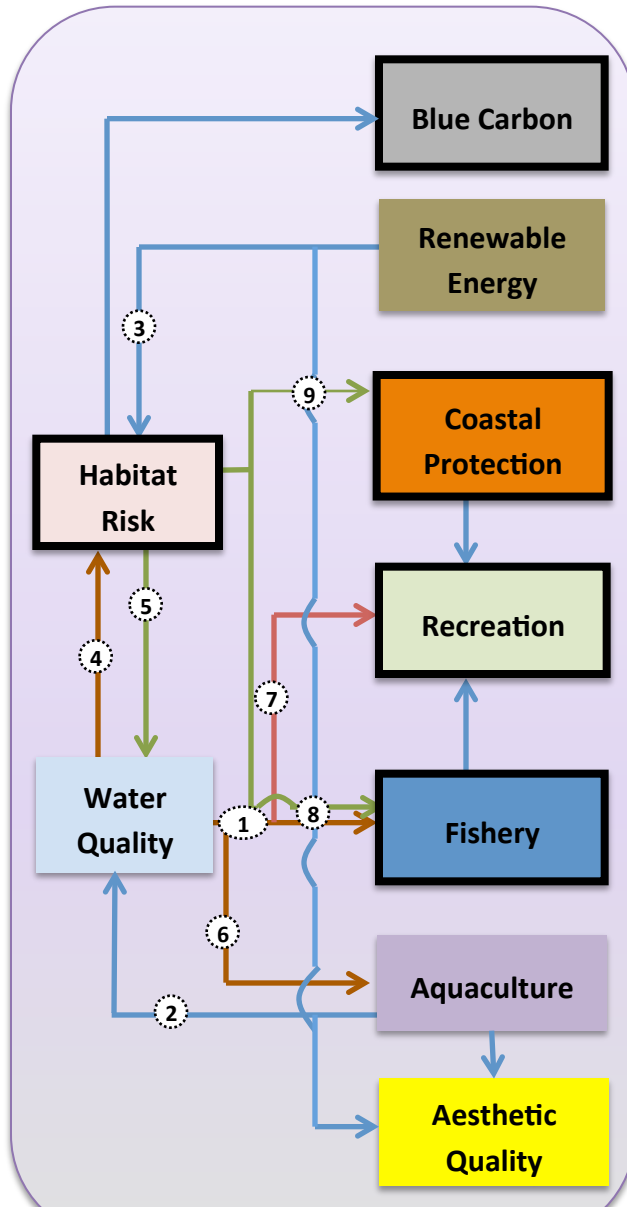 Blue Carbon
Renewable
Energy
3
9
Coastal
Protection
Habitat
Risk
5
4
Recreation
7
Water
Quality
1
8
Fishery
6
Aquaculture
2
Aesthetic
Quality